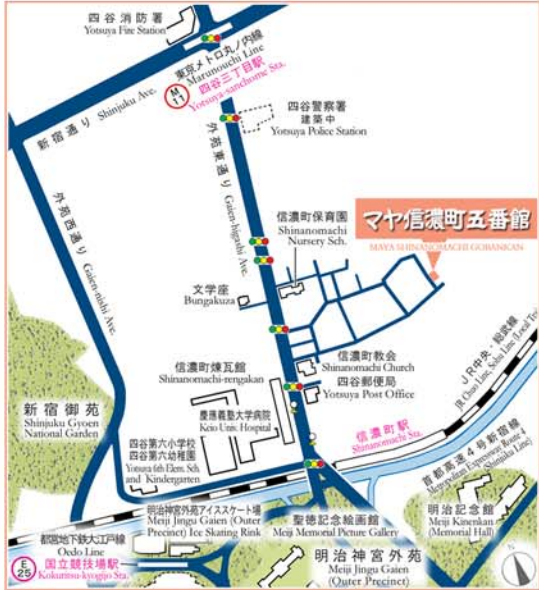 四谷消防署
Yotsuya Fire Station
東京メトロ丸ノ内線
Marunouchi Line
M
11
四谷三丁目駅
Yotsuya-sanchome Sta.
新宿通り Shinjuku Ave.
四谷警察署
建築中
Yotsuya Police Station
外苑東通り Gaien-higashi Ave.
外苑西通り Gaien-nishi Ave.
信濃町保育園
Shinanomachi
Nursery Sch.
マヤ信濃町五番館
MAYA SHINANOMACHI GOBANKAN
文学座
Bungakuza
信濃町教会
Shinanomachi Church
四谷郵便局
Yotsuya Post Office
信濃町煉瓦館
Shinanomachi-rengakan
慶應義塾大学病院
Keio Univ. Hospital
JR中央・総武線
JR Chuo Line, Sobu Line
信濃町駅
Shinanomachi Sta.
新宿御苑
Shinjuku Gyoen
National Garden
四谷第六小学校
四谷第六幼稚園
Yotsuya 6th Elem. Sch.
and Kindergarten
首都高速4号新宿線
Metropolitan Expressway Route 4
(Shinjuku Line)
明治神宮外苑アイススケート場
Meiji Jingu Gaien (Outer
Precinct) Ice Skating Rink
聖徳記念絵画館
Meiji Memorial Picture Gallery
明治記念館
Meiji Kinenkan
(Memorial Hall)
都営地下鉄大江戸線
Oedo Line
E
25
国立競技場駅
Kokuritsu-kyogijo Sta.
明治神宮外苑
Meiji Jingu Gaien
(Outer Precinct)
N